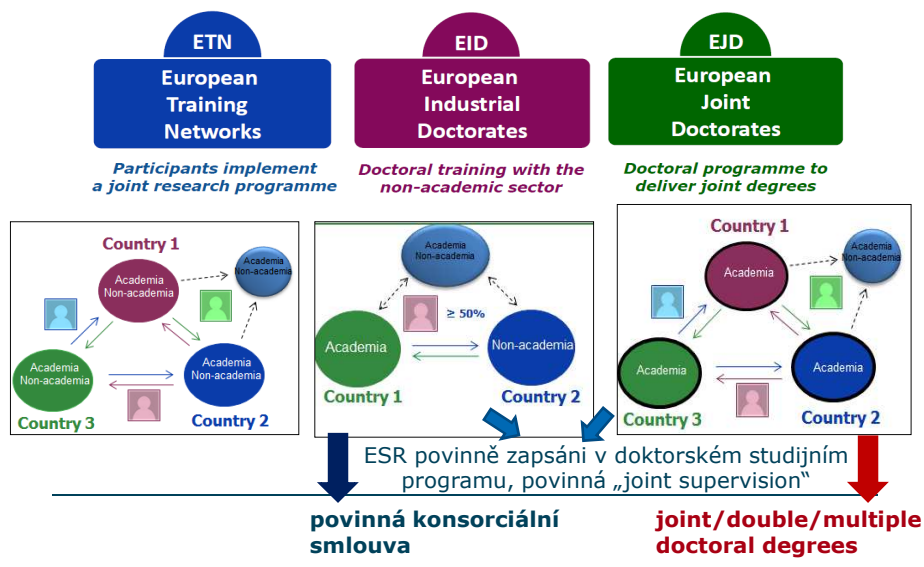 ETN
European
Training
Networks
EID
European
Industrial
Doctorates
EJD
European
Joint
Doctorates
Participants implement
a joint research programme
Doctoral training with the
non-academic sector
Doctoral programme to
deliver joint degrees
Country 1
Academia
Non-academia
Academia
Non-academia
Academia
Non-academia
Academia
Non-academia
Country 3
Country 2
Academia
Non-academia
≥ 50%
Academia
Non-academia
Country 1
Country 2
Country 1
Academia
Academia
Non-academia
Academia
Academia
Country 3
Country 2
ESR povinně zapsáni v doktorském studijním
programu, povinná „joint supervision“
povinná konsorciální
smlouva
joint/double/multiple
doctoral degrees